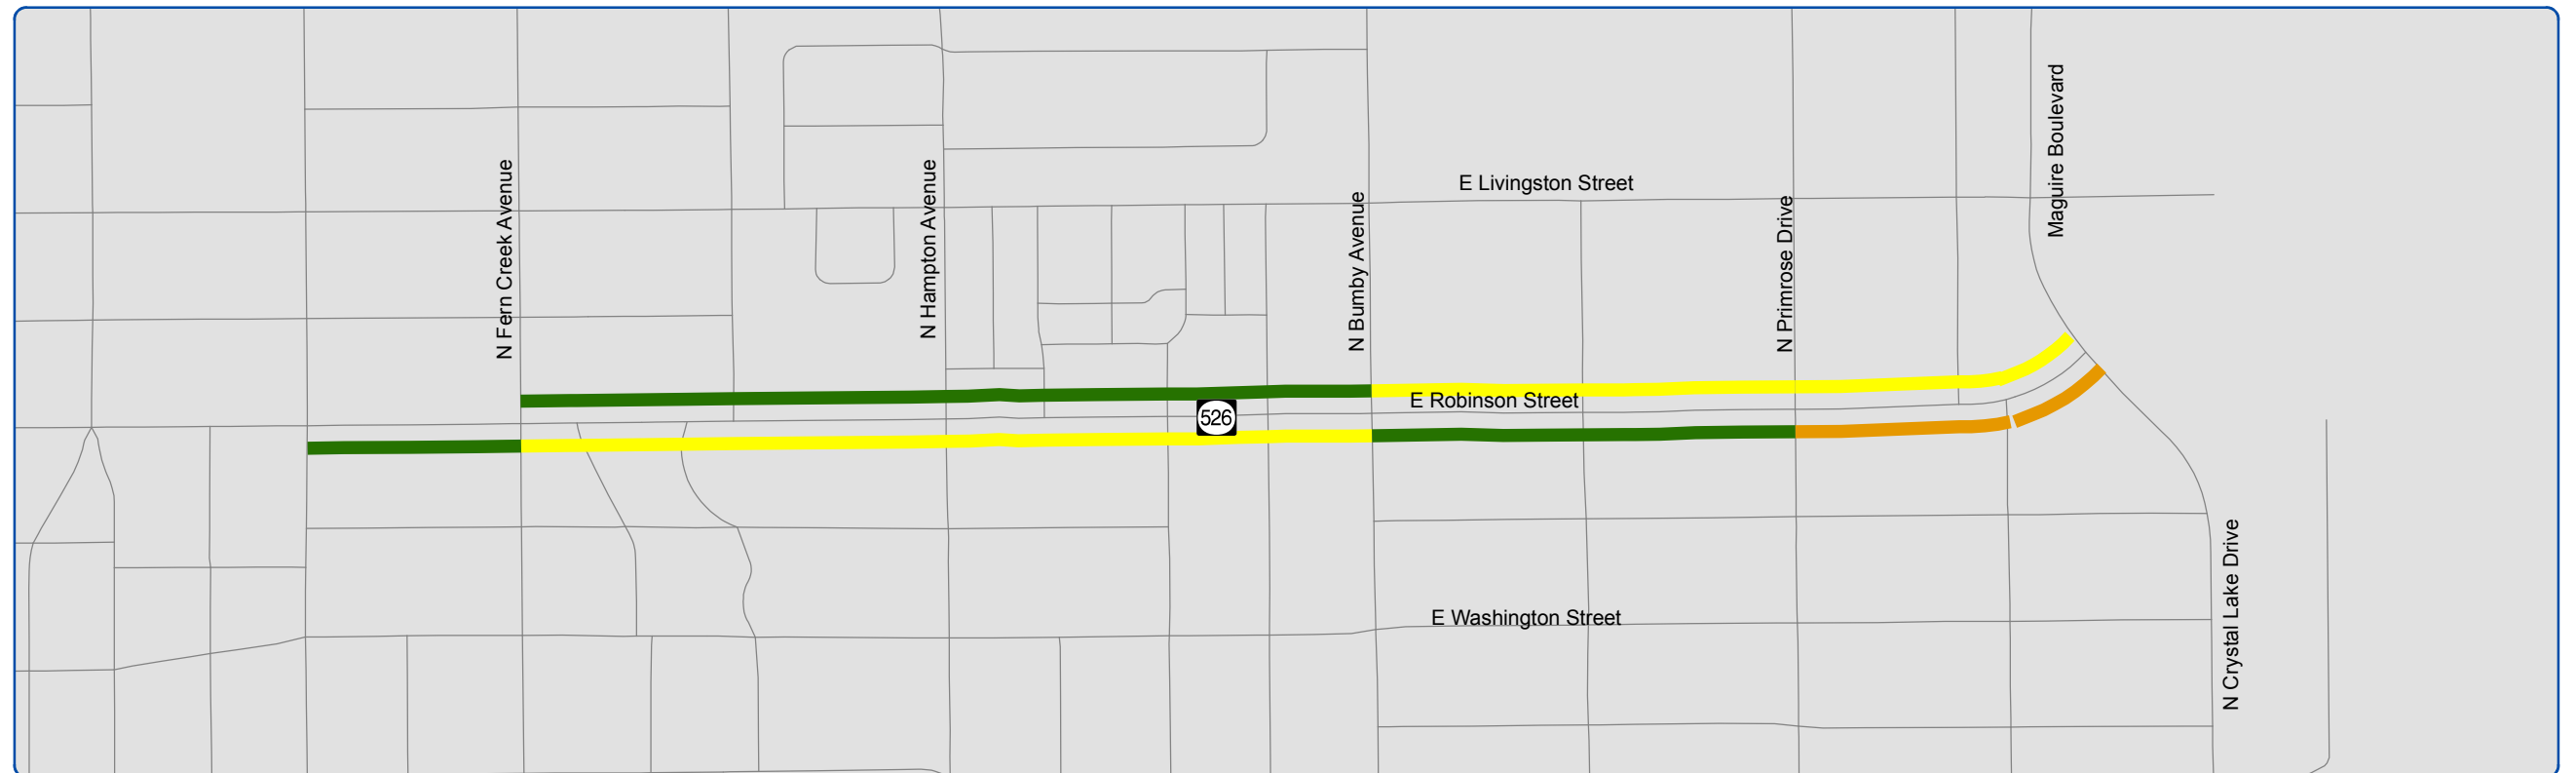 Maguire Boulevard
N Fern Creek Avenue
N Hampton Avenue
E Livingston Street
N Bumby Avenue
N Primrose Drive
E Robinson Street
526
N Crystal Lake Drive
E Washington Street